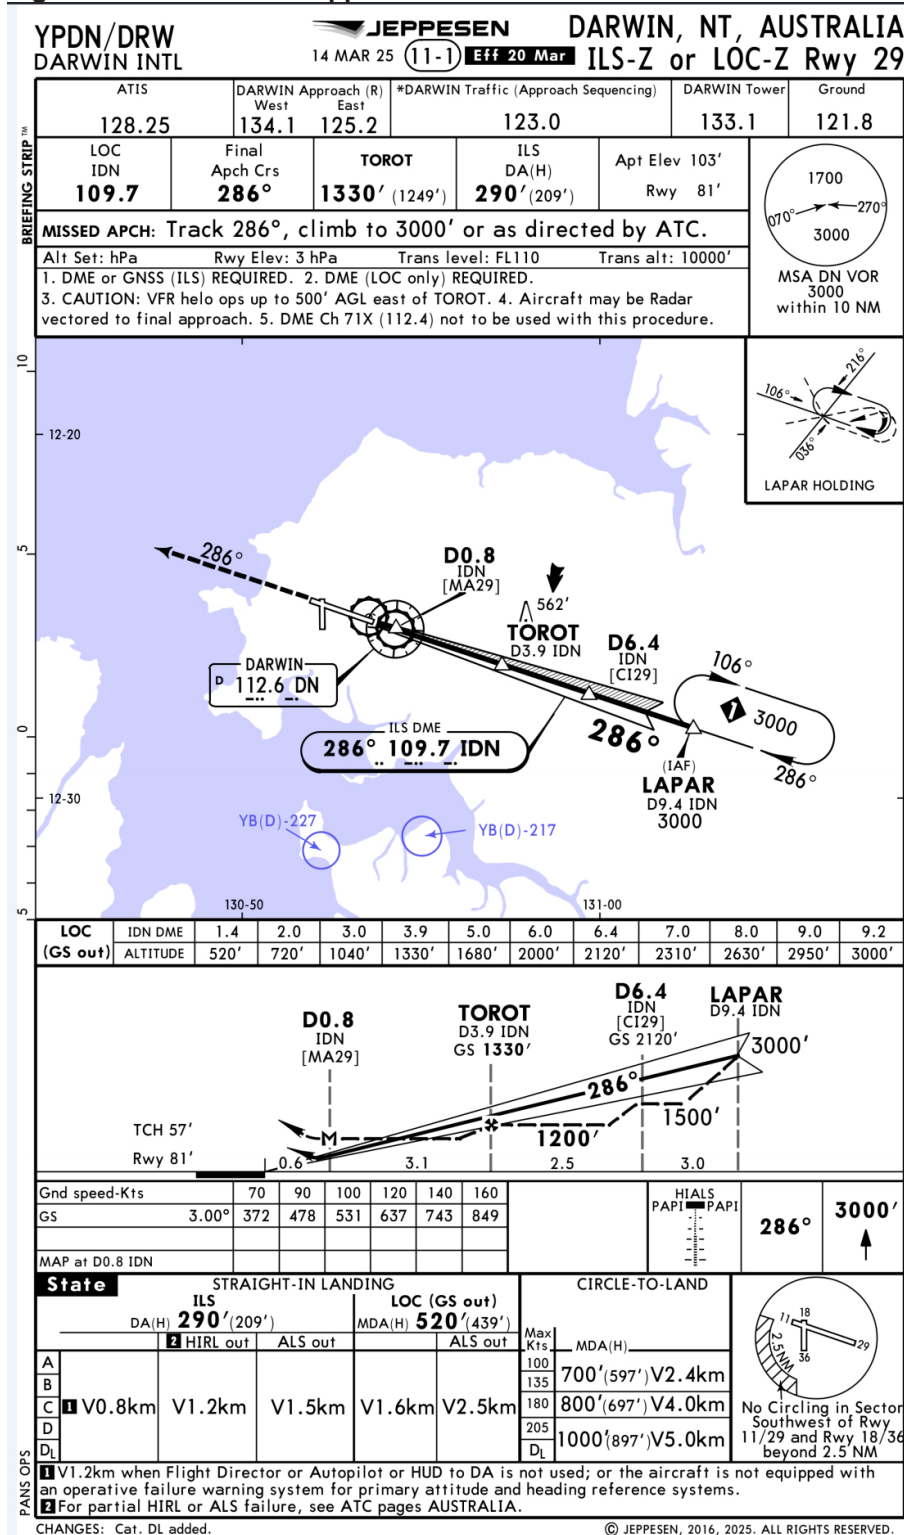 YPDN/DRW
DARWIN INTL
JEPPESEN
14 MAR 25 11-1 Eff 20 Mar
DARWIN, NT, AUSTRALIA
ILS-Z or LOC-Z Rwy 29
BRIEFING STRIP™
ATIS
128.25
DARWIN Approach (R)
West East
134.1 125.2
*DARWIN Traffic (Approach Sequencing)
123.0
DARWIN Tower
133.1
Ground
121.8
LOC
IDN
109.7
Final
Apch Crs
286°
TOROT
1330' (1249')
ILS
DA(H)
290' (209')
Apt Elev 103'
Rwy 81'
1700
070° 270°
3000
MSA DN VOR
3000
within 10 NM
MISSED APCH: Track 286°, climb to 3000' or as directed by ATC.
Alt Set: hPa Rwy Elev: 3 hPa Trans level: FL110 Trans alt: 10000'
1. DME or GNSS (ILS) REQUIRED. 2. DME (LOC only) REQUIRED.
3. CAUTION: VFR helo ops up to 500' AGL east of TOROT. 4. Aircraft may be Radar
vectored to final approach. 5. DME Ch 71X (112.4) not to be used with this procedure.
10
5
0
5
12-20
12-30
130-50
131-00
216°
106°
036°
LAPAR HOLDING
286°
D0.8
IDN
[MA29]
562'
TOROT
D3.9 IDN
D6.4
IDN
[CI29]
106°
1 3000
286°
286°
DARWIN
D 112.6 DN
ILS DME
286° 109.7 IDN
(IAF)
LAPAR
D9.4 IDN
3000
YB(D)-227
YB(D)-217
LOC IDN DME 1.4 2.0 3.0 3.9 5.0 6.0 6.4 7.0 8.0 9.0 9.2
(GS out) ALTITUDE 520' 720' 1040' 1330' 1680' 2000' 2120' 2310' 2630' 2950' 3000'
D0.8
IDN
[MA29]
TOROT
D3.9 IDN
GS 1330'
D6.4
IDN
[CI29]
GS 2120'
LAPAR
D9.4 IDN
3000'
286°
1500'
1200'
M
TCH 57'
Rwy 81'
0.6 3.1 2.5 3.0
Gnd speed-Kts 70 90 100 120 140 160
GS 3.00° 372 478 531 637 743 849
MAP at D0.8 IDN
HIALS
PAPI PAPI
286°
3000'
State
STRAIGHT-IN LANDING
ILS
DA(H) 290' (209')
LOC (GS out)
MDA(H) 520' (439')
2 HIRL out ALS out ALS out
A
B
C
D
DL
1 V0.8km V1.2km V1.5km V1.6km V2.5km
CIRCLE-TO-LAND
Max
Kts MDA(H)
100
135
700' (597') V2.4km
180 800' (697') V4.0km
205
DL
1000' (897') V5.0km
18
11
29
36
2.5 NM
No Circling in Sector
Southwest of Rwy
11/29 and Rwy 18/36
beyond 2.5 NM
PANS OPS
1 V1.2km when Flight Director or Autopilot or HUD to DA is not used; or the aircraft is not equipped with
an operative failure warning system for primary attitude and heading reference systems.
2 For partial HIRL or ALS failure, see ATC pages AUSTRALIA.
CHANGES: Cat. DL added.
© JEPPESEN, 2016, 2025. ALL RIGHTS RESERVED.